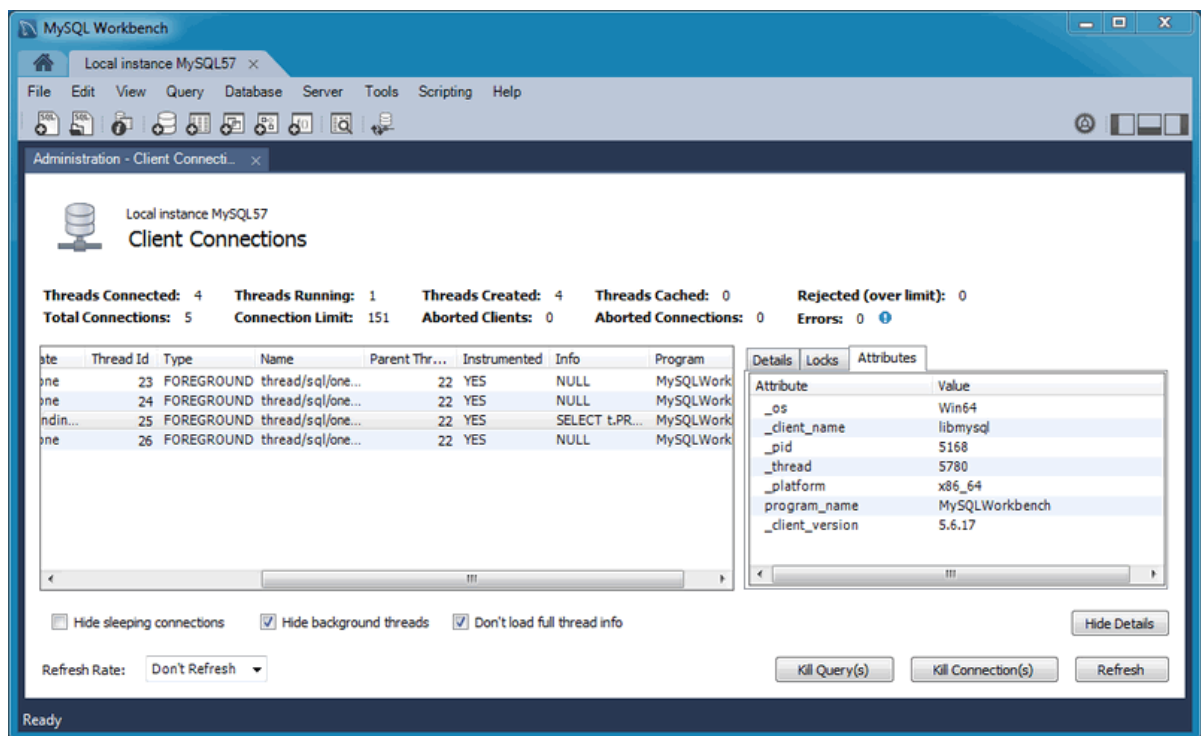 MySQL Workbench
Local instance MySQL57
File Edit View Query Database Server Tools Scripting Help
Administration - Client Connecti...
Local instance MySQL57
Client Connections
Threads Connected: 4 Threads Running: 1 Threads Created: 4 Threads Cached: 0 Rejected (over limit): 0
Total Connections: 5 Connection Limit: 151 Aborted Clients: 0 Aborted Connections: 0 Errors: 0
ate Thread Id Type Name Parent Thr... Instrumented Info Program
one 23 FOREGROUND thread/sql/one... 22 YES NULL MySQLWork
one 24 FOREGROUND thread/sql/one... 22 YES NULL MySQLWork
ndin... 25 FOREGROUND thread/sql/one... 22 YES SELECT t.PR... MySQLWork
one 26 FOREGROUND thread/sql/one... 22 YES NULL MySQLWork
Details Locks Attributes
Attribute Value
_os Win64
_client_name libmysql
_pid 5168
_thread 5780
_platform x86_64
program_name MySQLWorkbench
_client_version 5.6.17
Hide sleeping connections Hide background threads Don't load full thread info Hide Details
Refresh Rate: Don't Refresh Kill Query(s) Kill Connection(s) Refresh
Ready